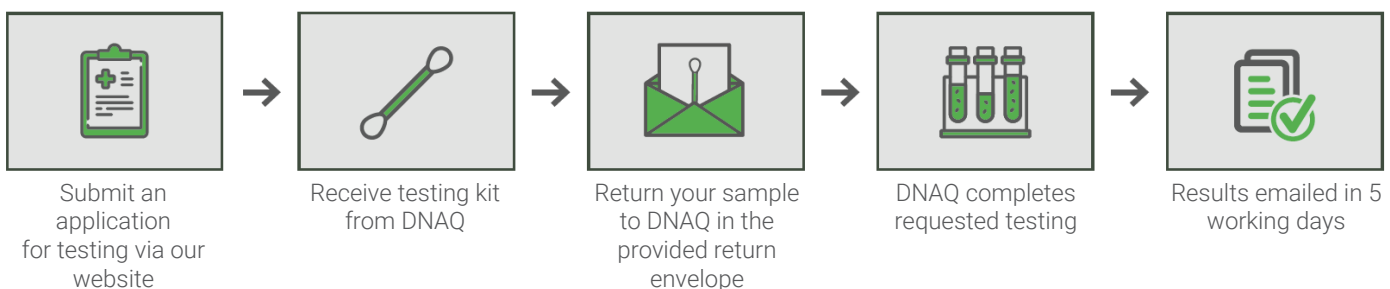 Submit an
application
for testing via our
website
Receive testing kit
from DNAQ
Return your sample
to DNAQ in the
provided return
envelope
DNAQ completes
requested testing
Results emailed in 5
working days